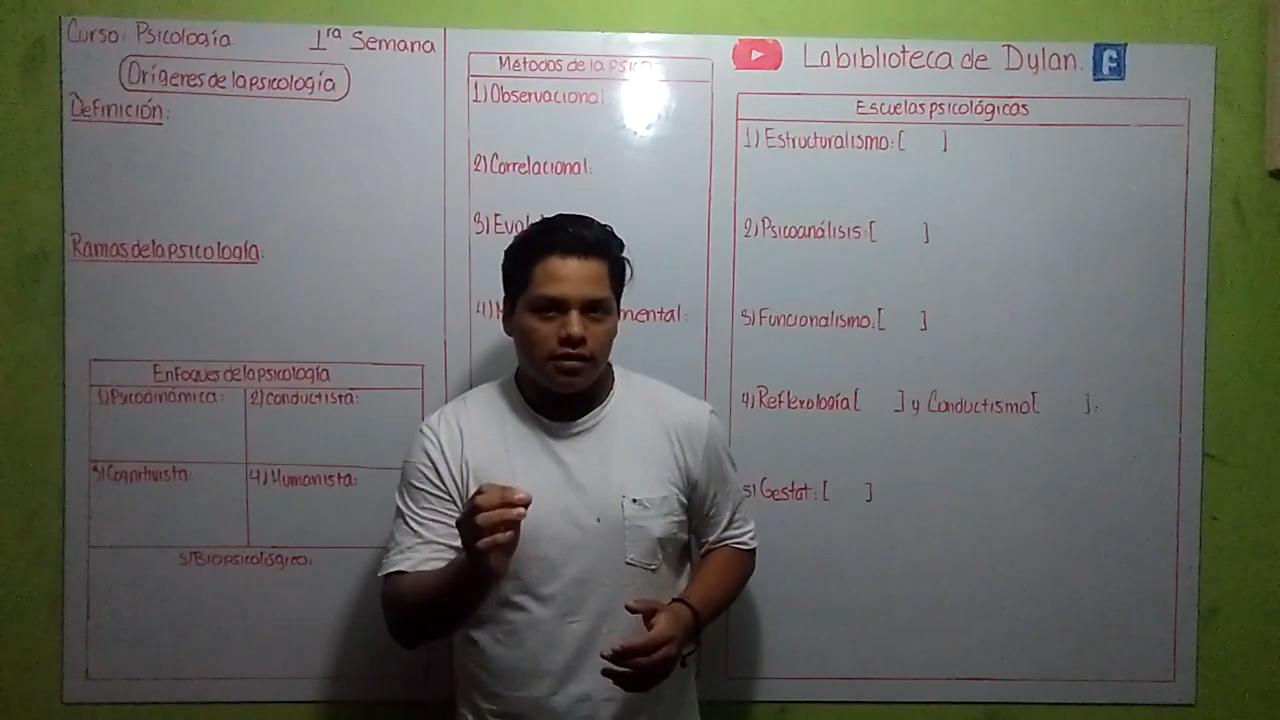 Curso: Psicología
1ra Semana
Orígenes de la psicología
Definición:
Ramas de la psicología:
Enfoques de la psicología
1) Psicodinámica:
2) conductista:
3) Cognitivista:
4) Humanista:
5) Biopsicológico:
Métodos de la psico
1) Observacional
2) Correlacional:
3) Evol
4) M mental:
La biblioteca de Dylan.
Escuelas psicológicas
1) Estructuralismo: [ ]
2) Psicoanálisis: [ ]
3) Funcionalismo: [ ]
4) Reflexología [ ] y Conductismo [ ]:
5) Gestat: [ ]